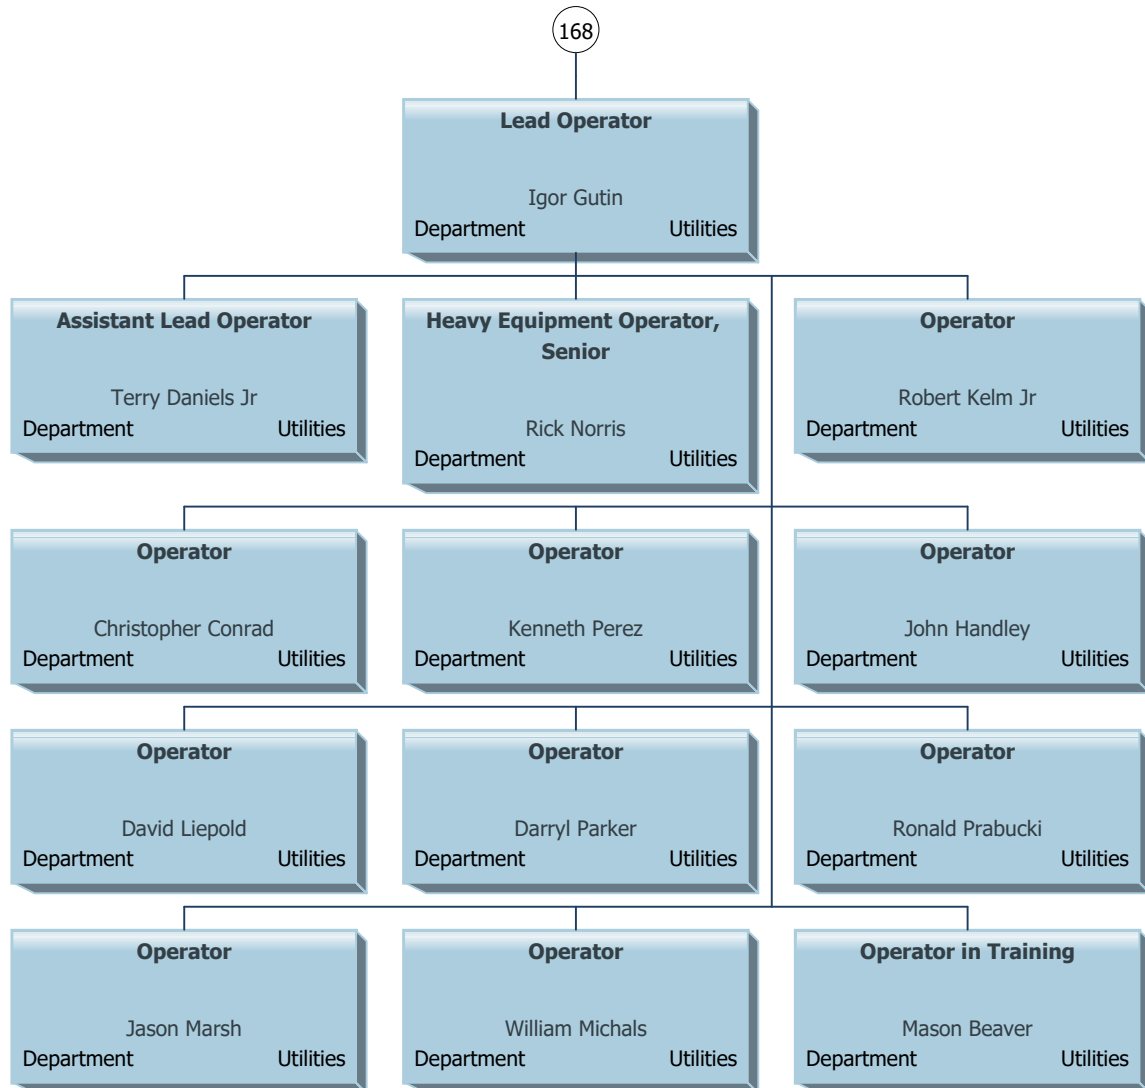 168
Lead Operator
Igor Gutin
Department Utilities
Assistant Lead Operator
Terry Daniels Jr
Department Utilities
Heavy Equipment Operator,
Senior
Rick Norris
Department Utilities
Operator
Robert Kelm Jr
Department Utilities
Operator
Christopher Conrad
Department Utilities
Operator
Kenneth Perez
Department Utilities
Operator
John Handley
Department Utilities
Operator
David Liepold
Department Utilities
Operator
Darryl Parker
Department Utilities
Operator
Ronald Prabucki
Department Utilities
Operator
Jason Marsh
Department Utilities
Operator
William Michals
Department Utilities
Operator in Training
Mason Beaver
Department Utilities